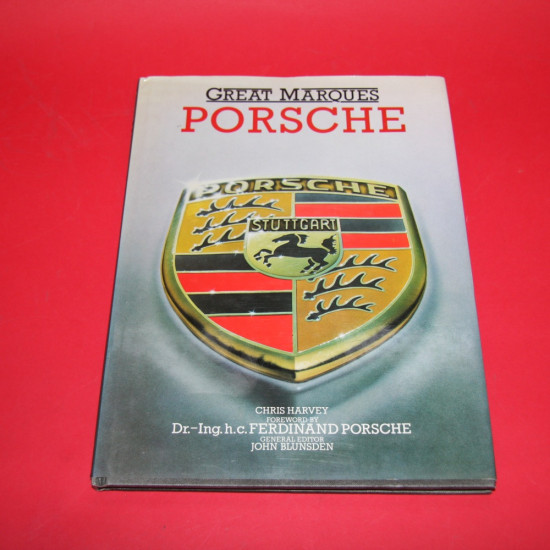 GREAT MARQUES
PORSCHE
PORSCHE
STUTTGART
CHRIS HARVEY
FOREWORD BY
Dr.-Ing.h.c. FERDINAND PORSCHE
GENERAL EDITOR
JOHN BLUNSDEN